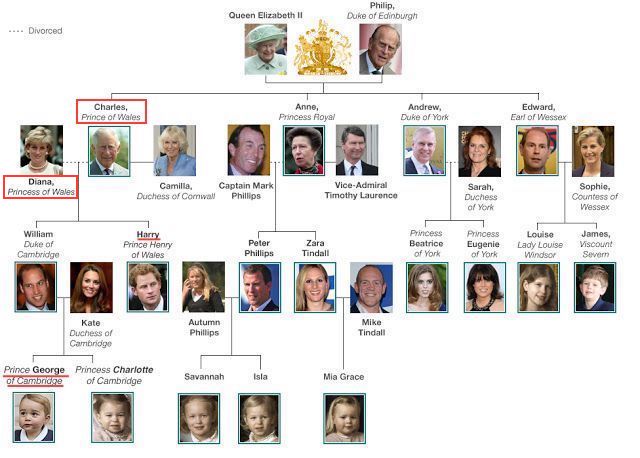 Divorced
Queen Elizabeth II
Philip,
Duke of Edinburgh
Charles,
Prince of Wales
Anne,
Princess Royal
Andrew,
Duke of York
Edward,
Earl of Wessex
Diana,
Princess of Wales
Camilla,
Duchess of Cornwall
Captain Mark
Phillips
Vice-Admiral
Timothy Laurence
Sarah,
Duchess
of York
Sophie,
Countess of
Wessex
William
Duke of
Cambridge
Harry
Prince Henry
of Wales
Peter
Phillips
Zara
Tindall
Princess
Beatrice
of York
Princess
Eugenie
of York
Louise
Lady Louise
Windsor
James,
Viscount
Severn
Kate
Duchess of
Cambridge
Autumn
Phillips
Mike
Tindall
Prince George
of Cambridge
Princess Charlotte
of Cambridge
Savannah
Isla
Mia Grace